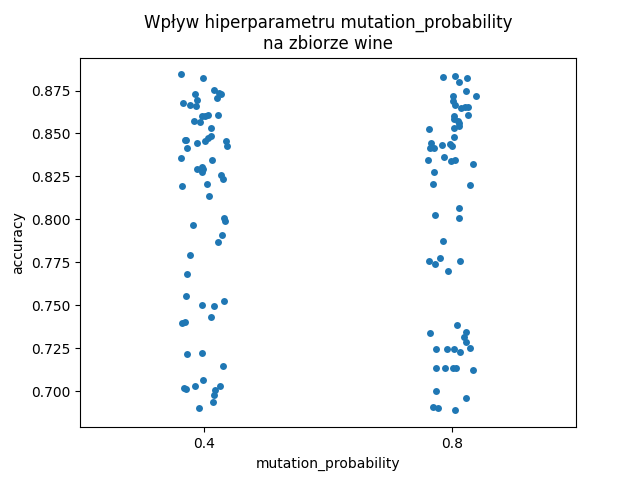 Wpływ hiperparametru mutation_probability
na zbiorze wine
accuracy
0.875
0.850
0.825
0.800
0.775
0.750
0.725
0.700
0.4
0.8
mutation_probability